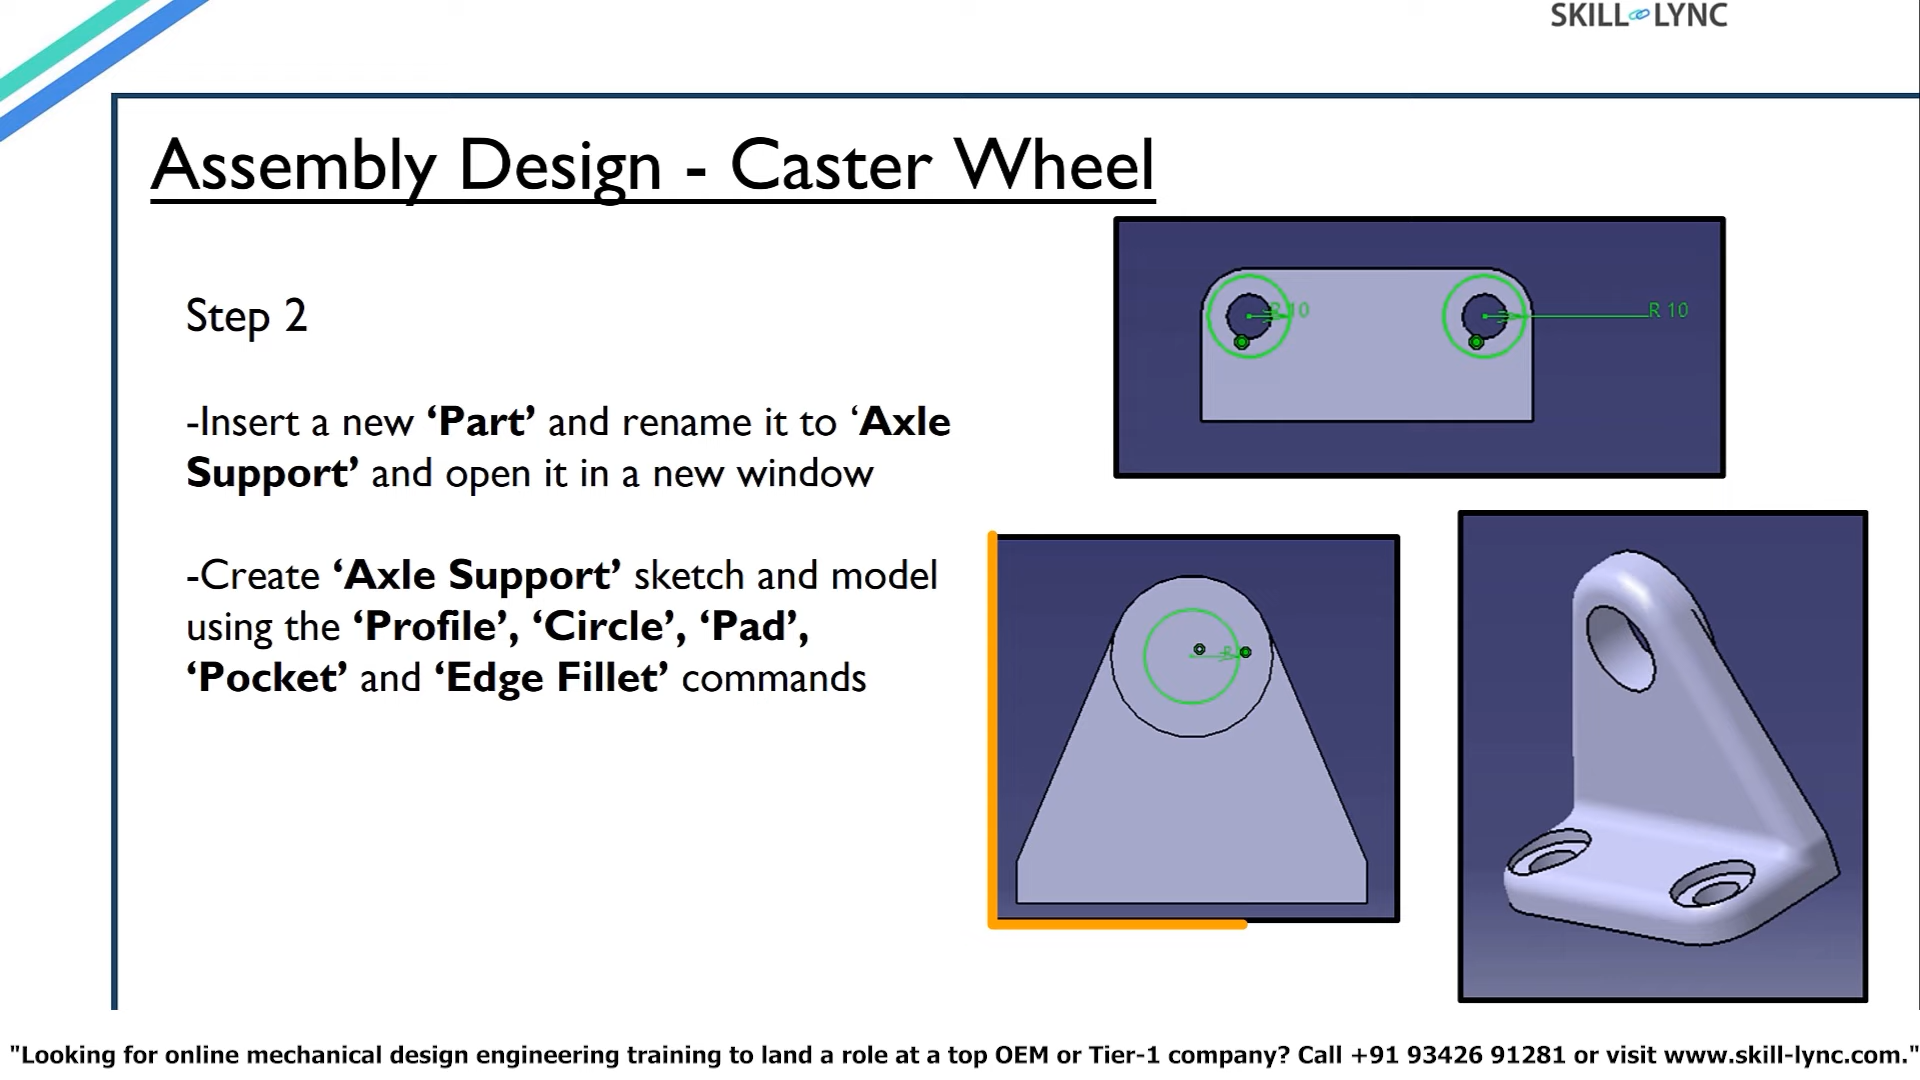 SKILL LYNC
Assembly Design - Caster Wheel
Step 2
-Insert a new ‘Part’ and rename it to ‘Axle
Support’ and open it in a new window
-Create ‘Axle Support’ sketch and model
using the ‘Profile’, ‘Circle’, ‘Pad’,
‘Pocket’ and ‘Edge Fillet’ commands
R 10
R 10
R
"Looking for online mechanical design engineering training to land a role at a top OEM or Tier-1 company? Call +91 93426 91281 or visit www.skill-lync.com."